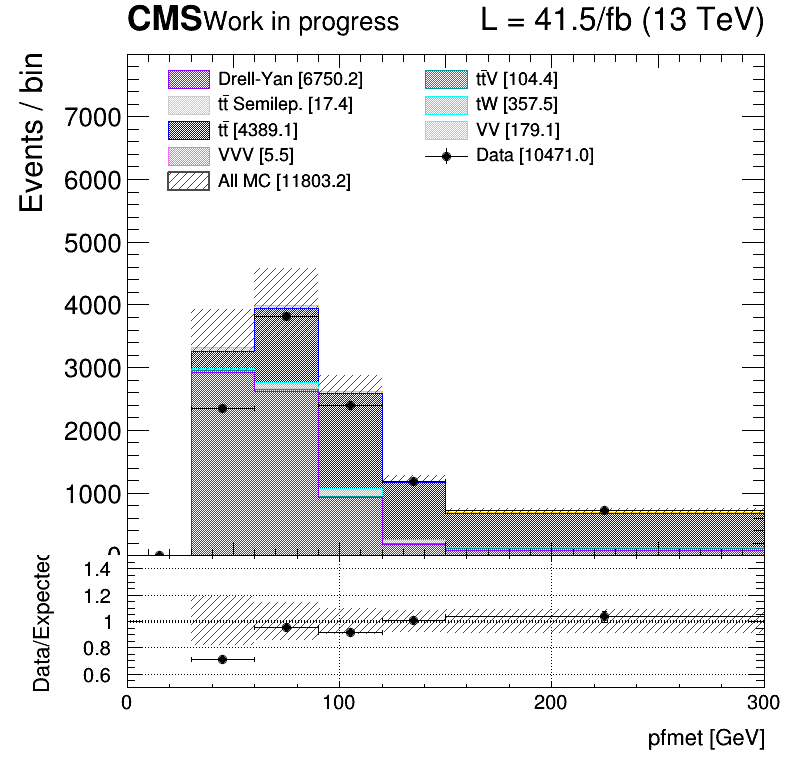 CMS Work in progress L = 41.5/fb (13 TeV)
Events / bin
Drell-Yan [6750.2]
tt̄V [104.4]
tt̄ Semilep. [17.4]
tW [357.5]
tt̄ [4389.1]
VV [179.1]
VVV [5.5]
Data [10471.0]
All MC [11803.2]
7000
6000
5000
4000
3000
2000
1000
0
Data/Expected
1.4
1.2
1
0.8
0.6
0 100 200 300
pfmet [GeV]